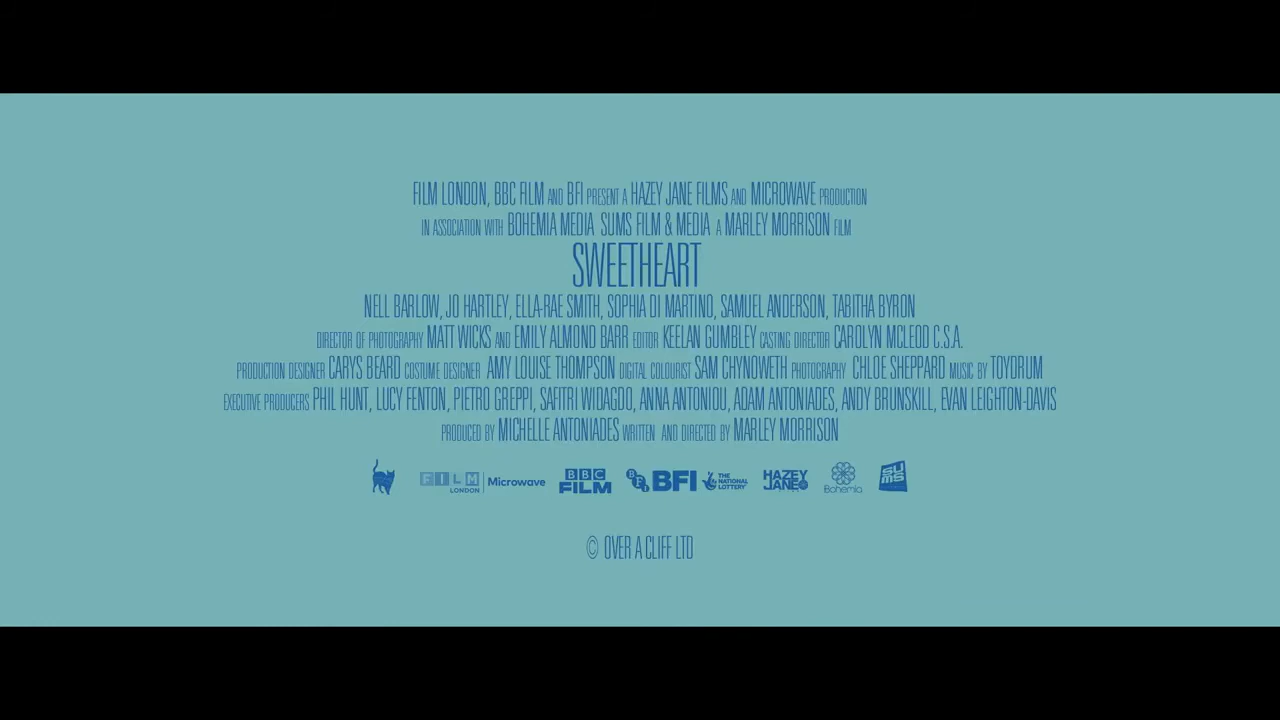 FILM LONDON, BBC FILM AND BFI PRESENT A HAZEY JANE FILMS AND MICROWAVE PRODUCTION
IN ASSOCIATION WITH BOHEMIA MEDIA SUMS FILM & MEDIA A MARLEY MORRISON FILM
SWEETHEART
NELL BARLOW, JO HARTLEY, ELLA-RAE SMITH, SOPHIA DI MARTINO, SAMUEL ANDERSON, TABITHA BYRON
DIRECTOR OF PHOTOGRAPHY MATT WICKS AND EMILY ALMOND BARR EDITOR KEELAN GUMBLEY CASTING DIRECTOR CAROLYN MCLEOD C.S.A.
PRODUCTION DESIGNER CARYS BEARD COSTUME DESIGNER AMY LOUISE THOMPSON DIGITAL COLOURIST SAM CHYNOWETH PHOTOGRAPHY CHLOE SHEPPARD MUSIC BY TOYDRUM
EXECUTIVE PRODUCERS PHIL HUNT, LUCY FENTON, PIETRO GREPPI, SAFITRI WIDAGDO, ANNA ANTONIOU, ADAM ANTONIADES, ANDY BRUNSKILL, EVAN LEIGHTON-DAVIS
PRODUCED BY MICHELLE ANTONIADES WRITTEN AND DIRECTED BY MARLEY MORRISON
FILM LONDON Microwave BBC FILM BFI THE NATIONAL LOTTERY HAZEY JANE Bohemia SUMS
© OVER A CLIFF LTD